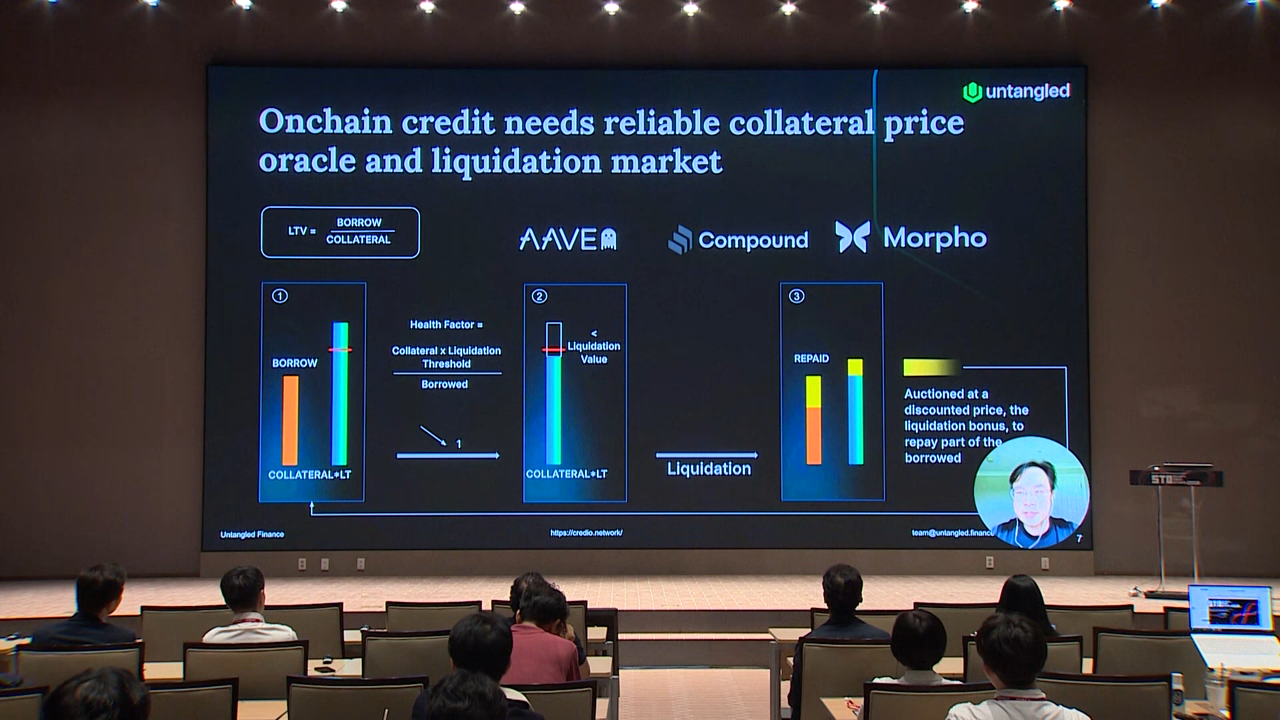 untangled
Onchain credit needs reliable collateral price
oracle and liquidation market
LTV =
BORROW
COLLATERAL
AAVE
Compound
Morpho
1
BORROW
COLLATERAL*LT
Health Factor =
Collateral x Liquidation
Threshold
Borrowed
1
2
<
Liquidation
Value
COLLATERAL*LT
Liquidation
3
REPAID
Auctioned at a
discounted price, the
liquidation bonus, to
repay part of the
borrowed
Untangled Finance
https://credio.network/
team@untangled.finance
7
STO